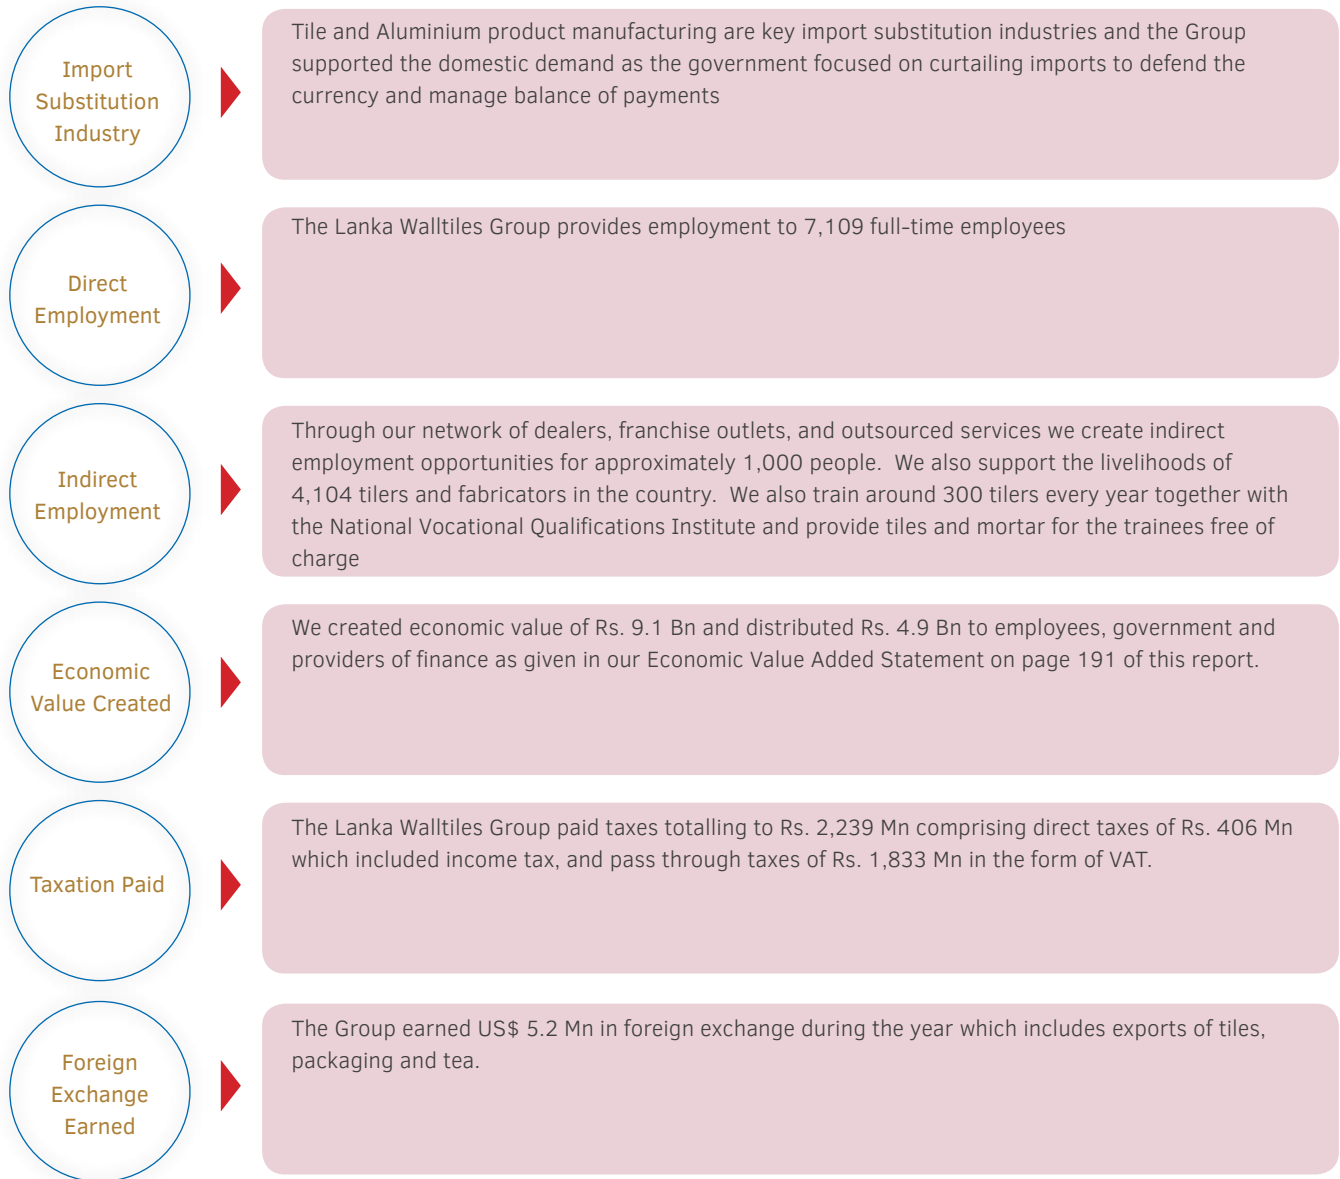 Import
Substitution
Industry
Tile and Aluminium product manufacturing are key import substitution industries and the Group
supported the domestic demand as the government focused on curtailing imports to defend the
currency and manage balance of payments
Direct
Employment
The Lanka Walltiles Group provides employment to 7,109 full-time employees
Indirect
Employment
Through our network of dealers, franchise outlets, and outsourced services we create indirect
employment opportunities for approximately 1,000 people.  We also support the livelihoods of
4,104 tilers and fabricators in the country.  We also train around 300 tilers every year together with
the National Vocational Qualifications Institute and provide tiles and mortar for the trainees free of
charge
Economic
Value Created
We created economic value of Rs. 9.1 Bn and distributed Rs. 4.9 Bn to employees, government and
providers of finance as given in our Economic Value Added Statement on page 191 of this report.
Taxation Paid
The Lanka Walltiles Group paid taxes totalling to Rs. 2,239 Mn comprising direct taxes of Rs. 406 Mn
which included income tax, and pass through taxes of Rs. 1,833 Mn in the form of VAT.
Foreign
Exchange
Earned
The Group earned US$ 5.2 Mn in foreign exchange during the year which includes exports of tiles,
packaging and tea.